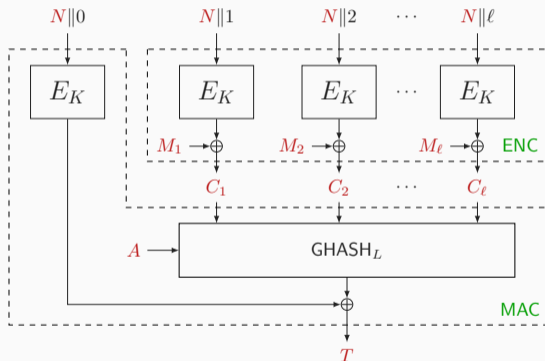 N‖0 N‖1 N‖2 ··· N‖ℓ
E_K E_K E_K ··· E_K
M_1 ⊕ M_2 ⊕ M_ℓ ⊕ ENC
C_1 C_2 ··· C_ℓ
A GHASH_L
⊕ MAC
T